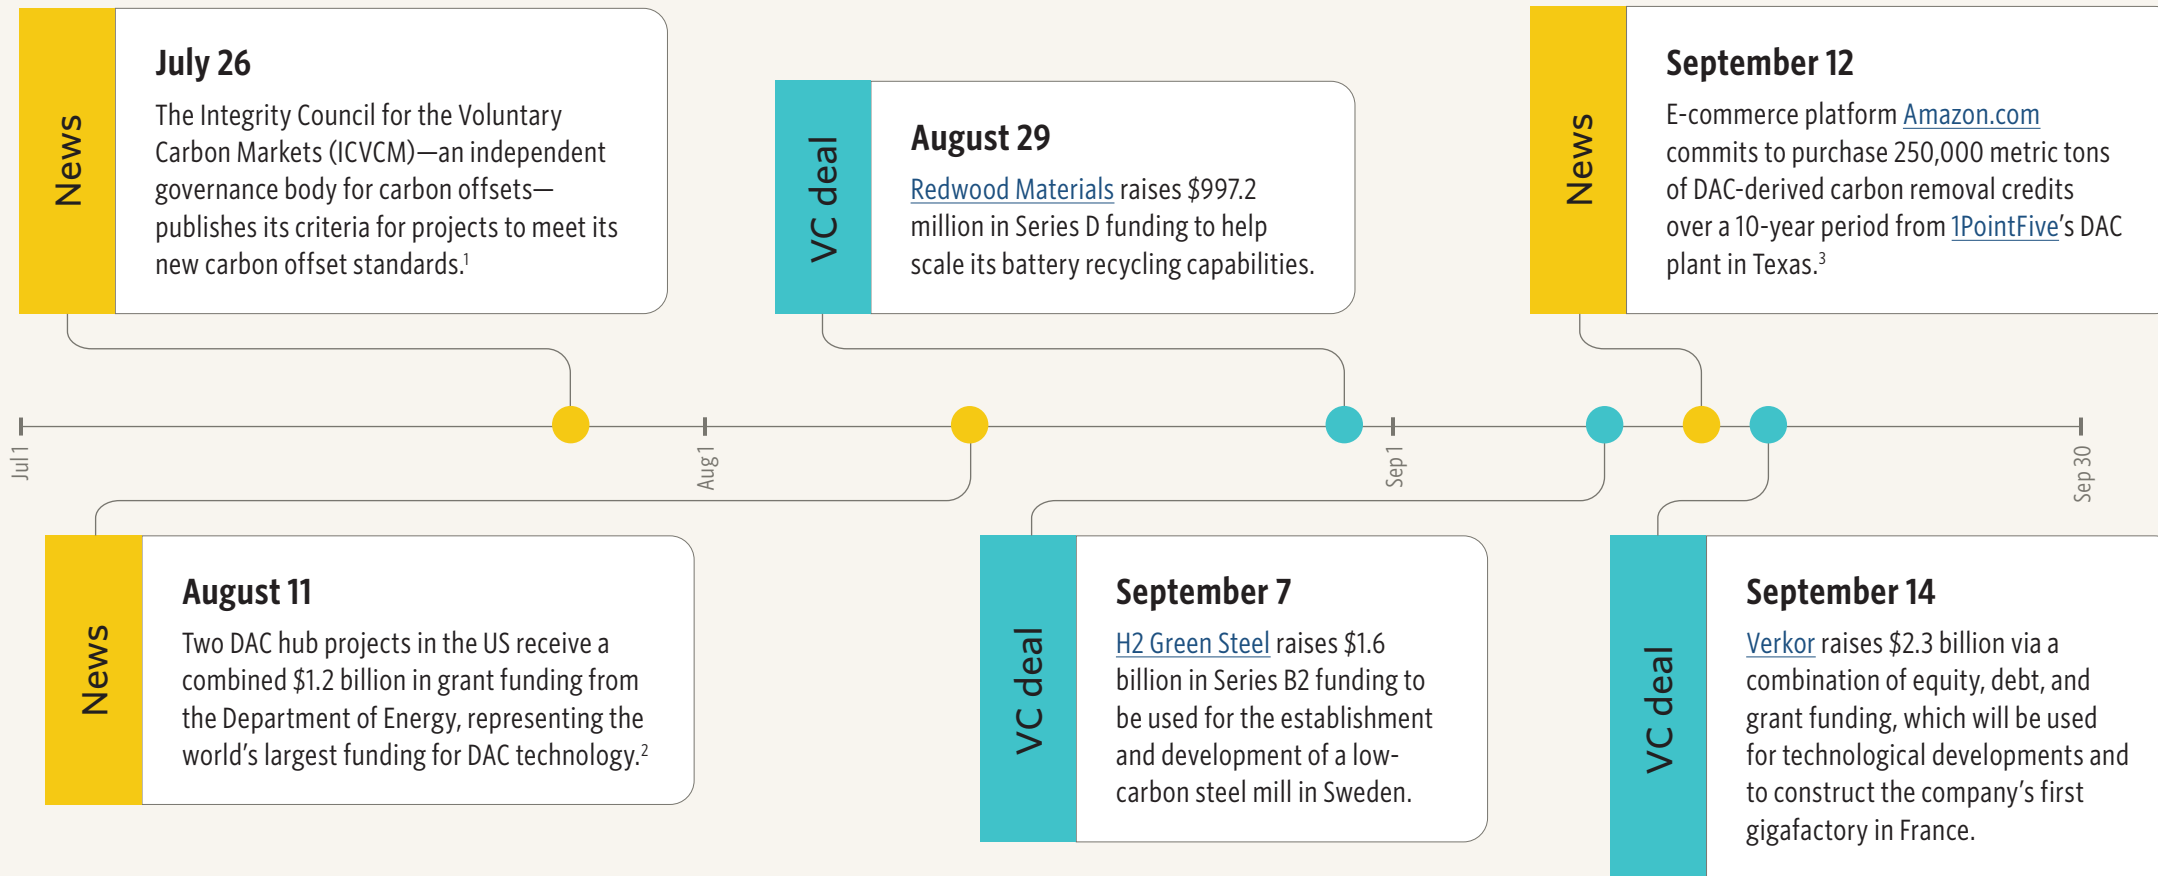 News
July 26
The Integrity Council for the Voluntary
Carbon Markets (ICVCM)—an independent
governance body for carbon offsets—
publishes its criteria for projects to meet its
new carbon offset standards.¹
VC deal
August 29
Redwood Materials raises $997.2
million in Series D funding to help
scale its battery recycling capabilities.
News
September 12
E-commerce platform Amazon.com
commits to purchase 250,000 metric tons
of DAC-derived carbon removal credits
over a 10-year period from 1PointFive's DAC
plant in Texas.³
Jul 1
Aug 1
Sep 1
Sep 30
News
August 11
Two DAC hub projects in the US receive a
combined $1.2 billion in grant funding from
the Department of Energy, representing the
world's largest funding for DAC technology.²
VC deal
September 7
H2 Green Steel raises $1.6
billion in Series B2 funding to
be used for the establishment
and development of a low-
carbon steel mill in Sweden.
VC deal
September 14
Verkor raises $2.3 billion via a
combination of equity, debt, and
grant funding, which will be used
for technological developments and
to construct the company's first
gigafactory in France.